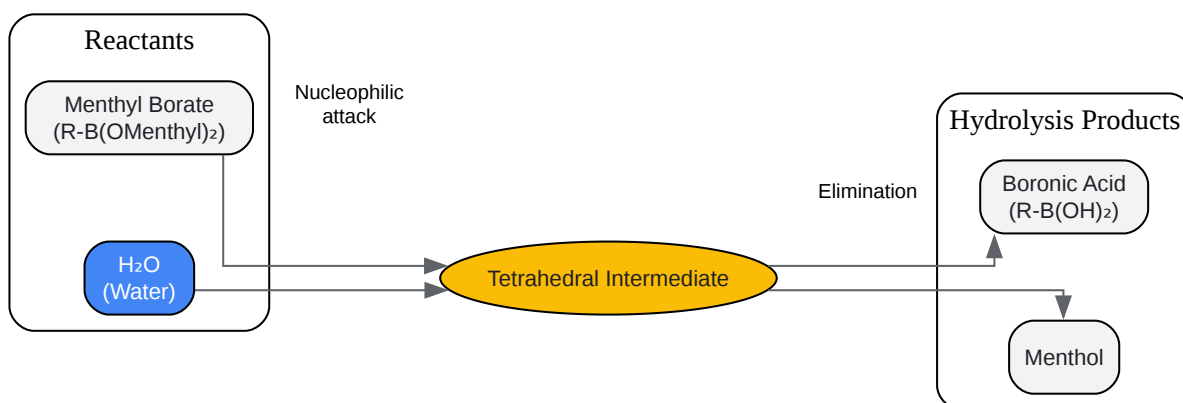 Reactants
Menthyl Borate
(R-B(OMenthyl)₂)
H₂O
(Water)
Nucleophilic
attack
Tetrahedral Intermediate
Elimination
Hydrolysis Products
Boronic Acid
(R-B(OH)₂)
Menthol